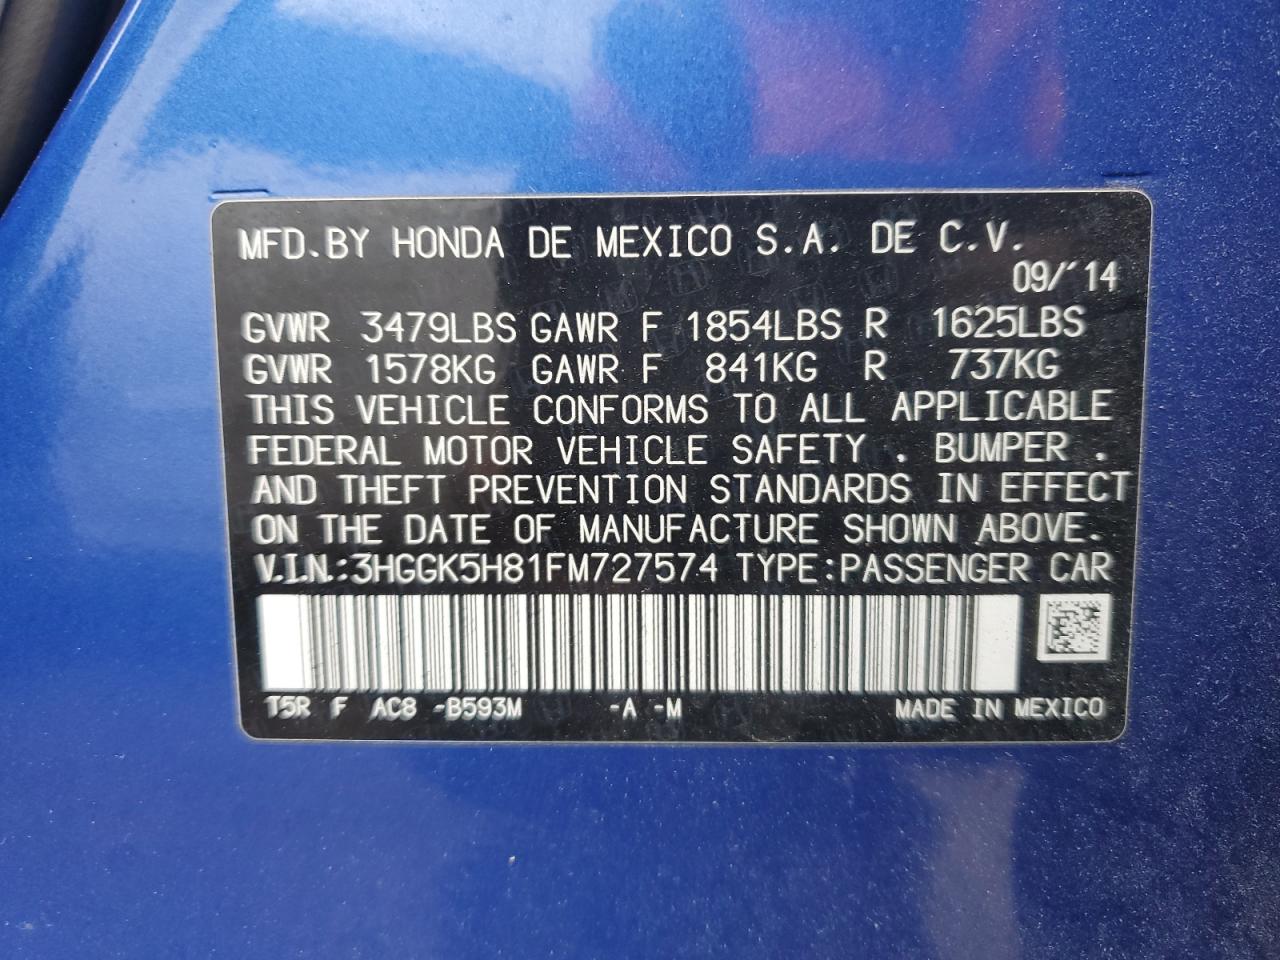 MFD.BY HONDA DE MEXICO S.A. DE C.V.
09/'14
GVWR 3479LBS GAWR F 1854LBS R 1625LBS
GVWR 1578KG GAWR F 841KG R 737KG
THIS VEHICLE CONFORMS TO ALL APPLICABLE
FEDERAL MOTOR VEHICLE SAFETY , BUMPER ,
AND THEFT PREVENTION STANDARDS IN EFFECT
ON THE DATE OF MANUFACTURE SHOWN ABOVE.
V.I.N.:3HGGK5H81FM727574 TYPE:PASSENGER CAR
T5R F AC8 -B593M -A -M MADE IN MEXICO